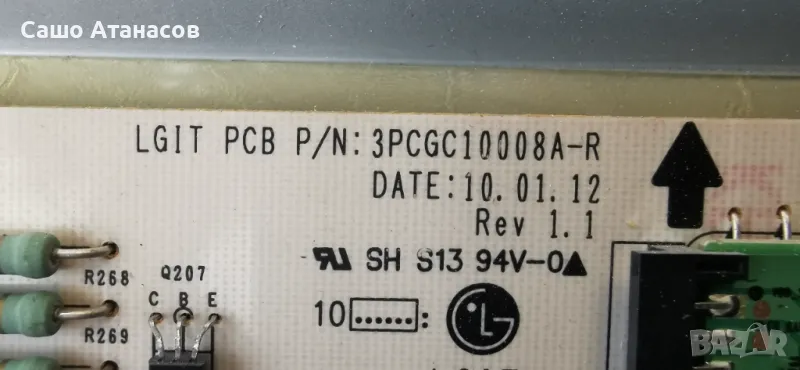 Сашо Атанасов
LGIT PCB P/N: 3PCGC10008A-R
DATE: 10.01.12
Rev 1.1
SH S13 94V-0
R268
Q207
C B E
R269
10 ...... :
LG
BAZAR